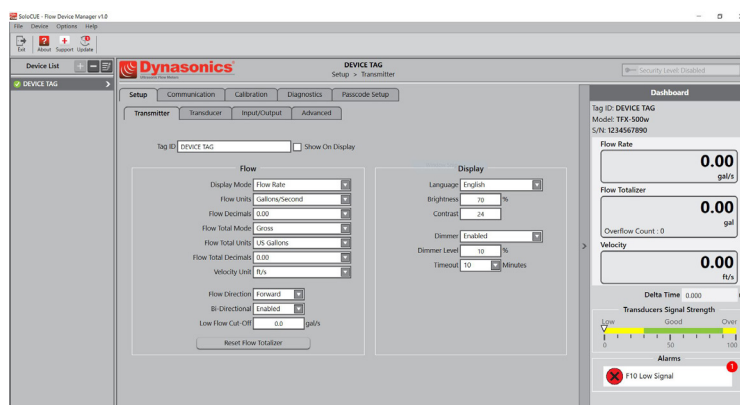 SoloCUE - Flow Device Manager v1.0
File Device Options Help
Exit About Support Update
Device List
DEVICE TAG
Dynasonics
DEVICE TAG
Setup > Transmitter
Security Level Disabled
Setup Communication Calibration Diagnostics Passcode Setup
Transmitter Transducer Input/Output Advanced
Tag ID DEVICE TAG Show On Display
Flow
Display Mode Flow Rate
Flow Units Gallons/Second
Flow Decimals 0.00
Flow Total Mode Gross
Flow Total Units US Gallons
Flow Total Decimals 0.00
Velocity Unit ft/s
Flow Direction Forward
Bi-Directional Enabled
Low Flow Cut-Off 0.0 gal/s
Reset Flow Totalizer
Display
Language English
Brightness 70 %
Contrast 24
Dimmer Enabled
Dimmer Level 10 %
Timeout 10 Minutes
Dashboard
Tag ID: DEVICE TAG
Model: TFX-500w
S/N: 1234567890
Flow Rate
0.00
gal/s
Flow Totalizer
0.00
gal
Overflow Count : 0
Velocity
0.00
ft/s
Delta Time 0.000
Transducers Signal Strength
Low Good Over
0 50 100
Alarms
1
F10 Low Signal